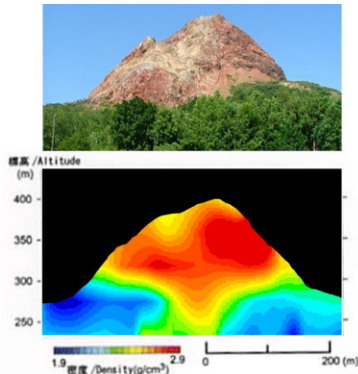 標高/Altitude
(m)
400
350
300
250
1.9 2.9
密度/Density(g/cm³)
0 200 (m)